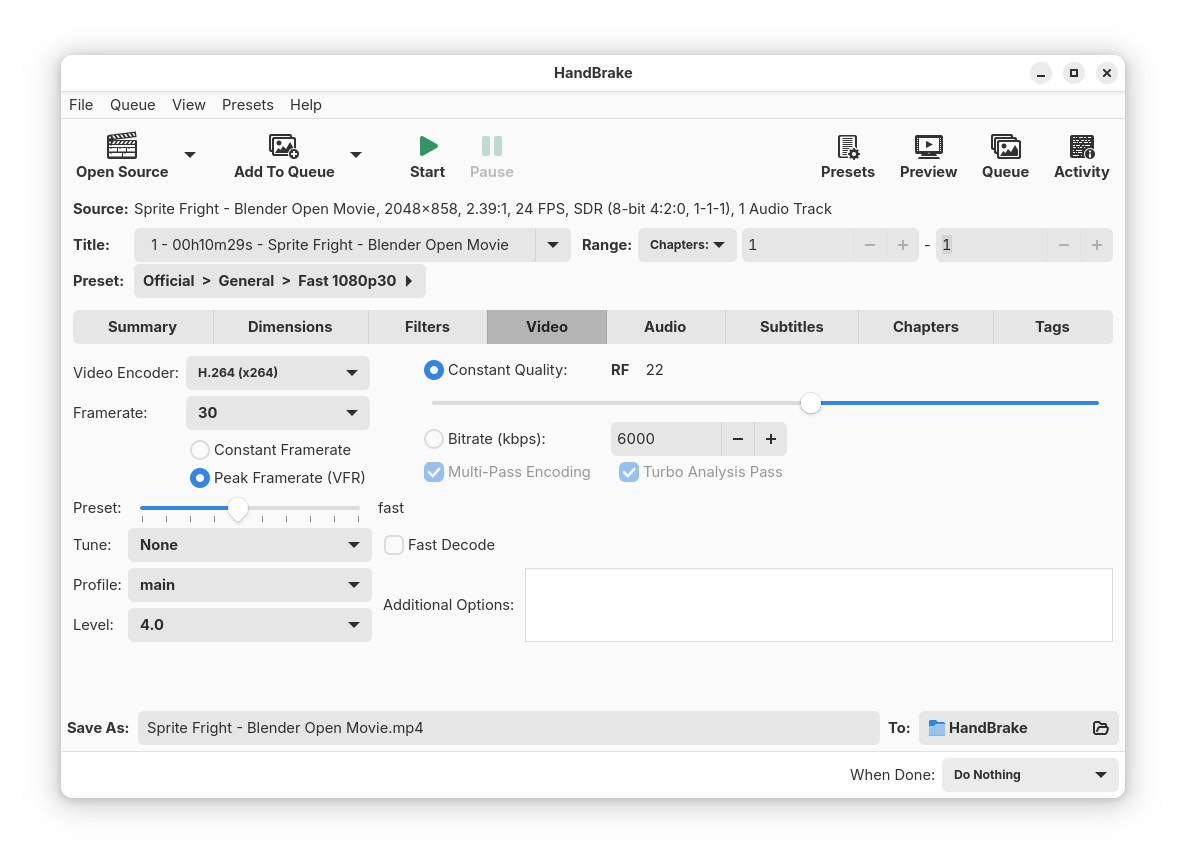 HandBrake
File Queue View Presets Help
Open Source Add To Queue Start Pause Presets Preview Queue Activity
Source: Sprite Fright - Blender Open Movie, 2048×858, 2.39:1, 24 FPS, SDR (8-bit 4:2:0, 1-1-1), 1 Audio Track
Title: 1 - 00h10m29s - Sprite Fright - Blender Open Movie Range: Chapters: 1 - 1
Preset: Official > General > Fast 1080p30
Summary Dimensions Filters Video Audio Subtitles Chapters Tags
Video Encoder: H.264 (x264) Constant Quality: RF 22
Framerate: 30
Bitrate (kbps): 6000
Constant Framerate
Multi-Pass Encoding Turbo Analysis Pass
Peak Framerate (VFR)
Preset: fast
Tune: None Fast Decode
Profile: main
Additional Options:
Level: 4.0
Save As: Sprite Fright - Blender Open Movie.mp4 To: HandBrake
When Done: Do Nothing